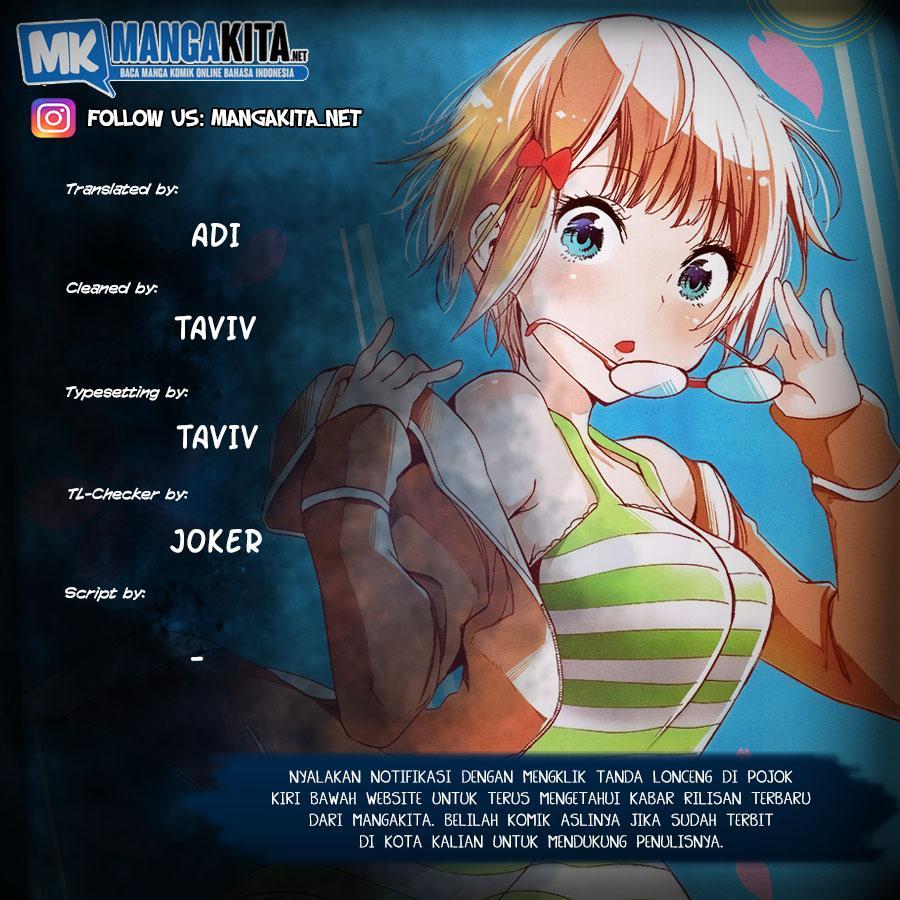 MK MANGAKITA.NET
BACA MANGA KOMIK ONLINE BAHASA INDONESIA
FOLLOW US: MANGAKITA_NET
Translated by:
ADI
Cleaned by:
TAVIV
Typesetting by:
TAVIV
TL-Checker by:
JOKER
Script by:
-
NYALAKAN NOTIFIKASI DENGAN MENGKLIK TANDA LONCENG DI POJOK
KIRI BAWAH WEBSITE UNTUK TERUS MENGETAHUI KABAR RILISAN TERBARU
DARI MANGAKITA. BELILAH KOMIK ASLINYA JIKA SUDAH TERBIT
DI KOTA KALIAN UNTUK MENDUKUNG PENULISNYA.